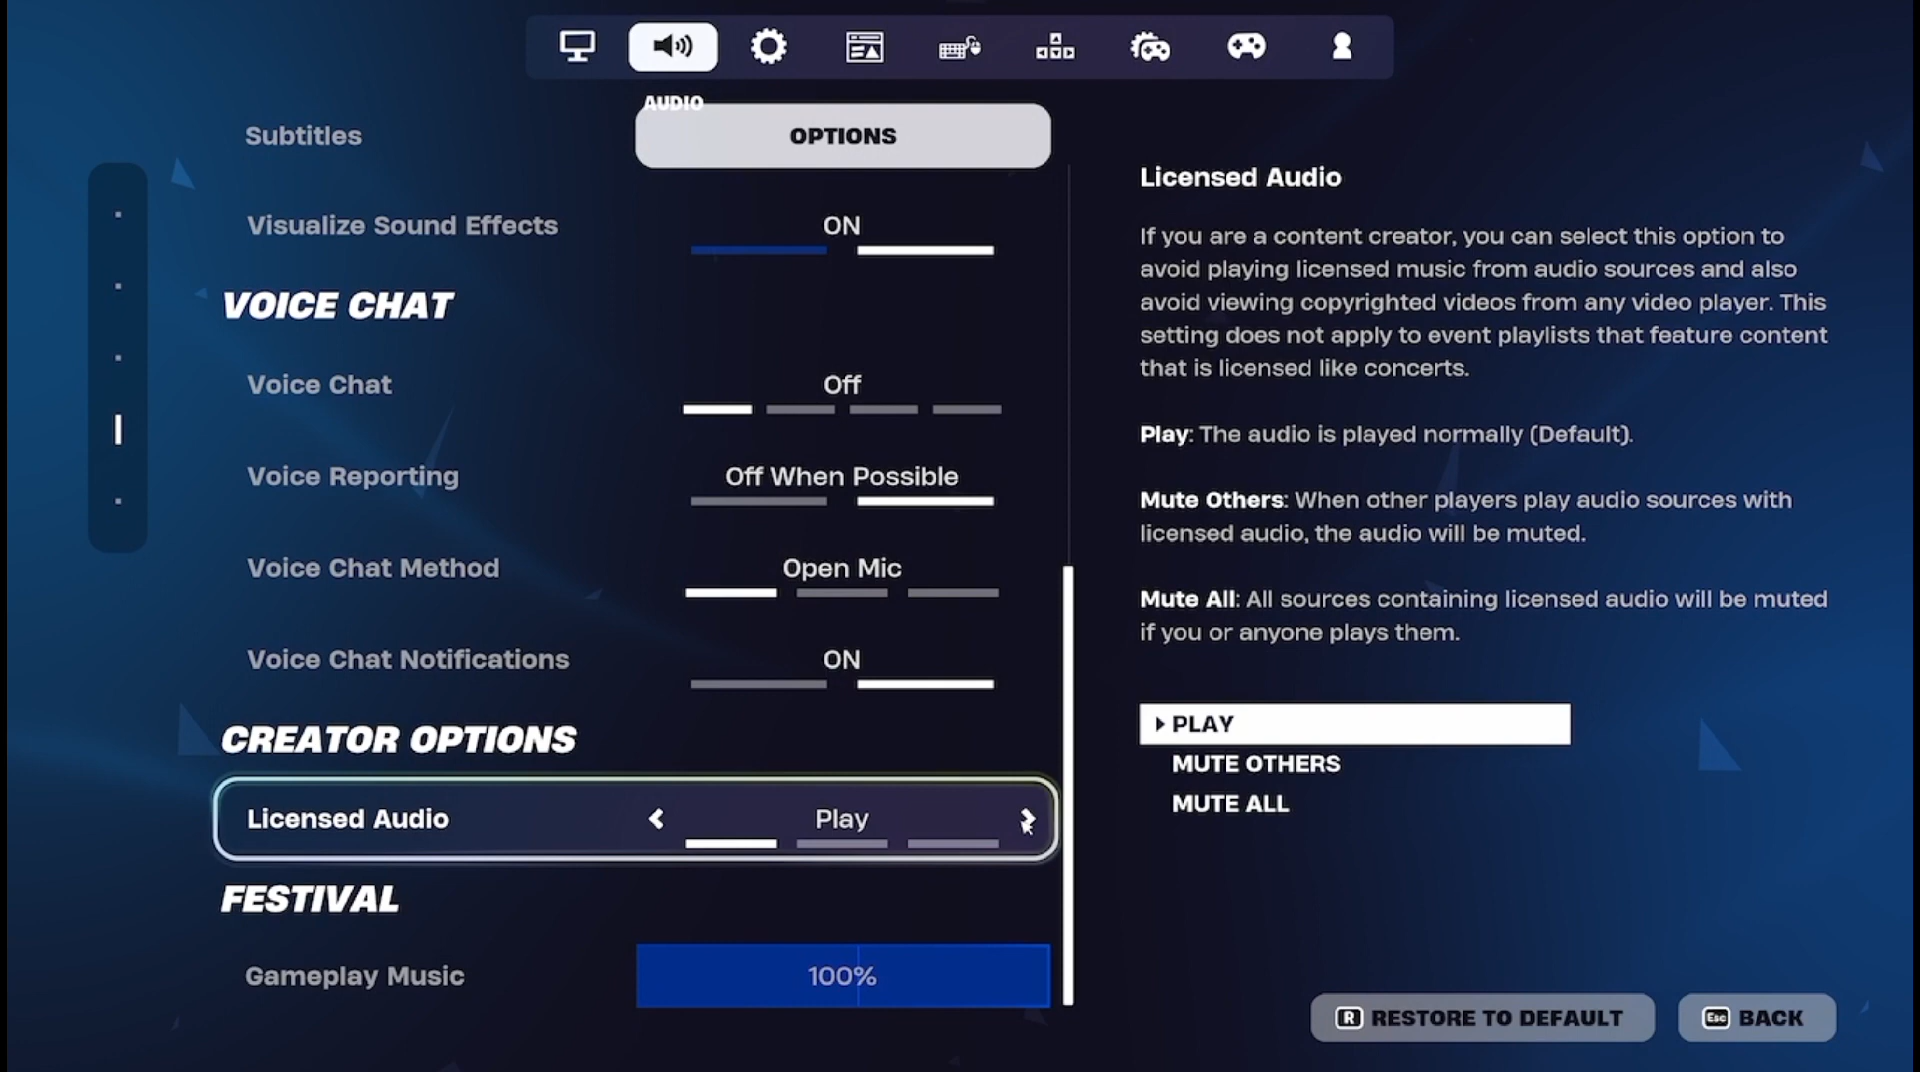 AUDIO
Subtitles
OPTIONS
Visualize Sound Effects
ON
VOICE CHAT
Voice Chat
Off
Voice Reporting
Off When Possible
Voice Chat Method
Open Mic
Voice Chat Notifications
ON
CREATOR OPTIONS
Licensed Audio
Play
FESTIVAL
Gameplay Music
100%
Licensed Audio
If you are a content creator, you can select this option to
avoid playing licensed music from audio sources and also
avoid viewing copyrighted videos from any video player. This
setting does not apply to event playlists that feature content
that is licensed like concerts.
Play: The audio is played normally (Default).
Mute Others: When other players play audio sources with
licensed audio, the audio will be muted.
Mute All: All sources containing licensed audio will be muted
if you or anyone plays them.
PLAY
MUTE OTHERS
MUTE ALL
R RESTORE TO DEFAULT
Esc BACK